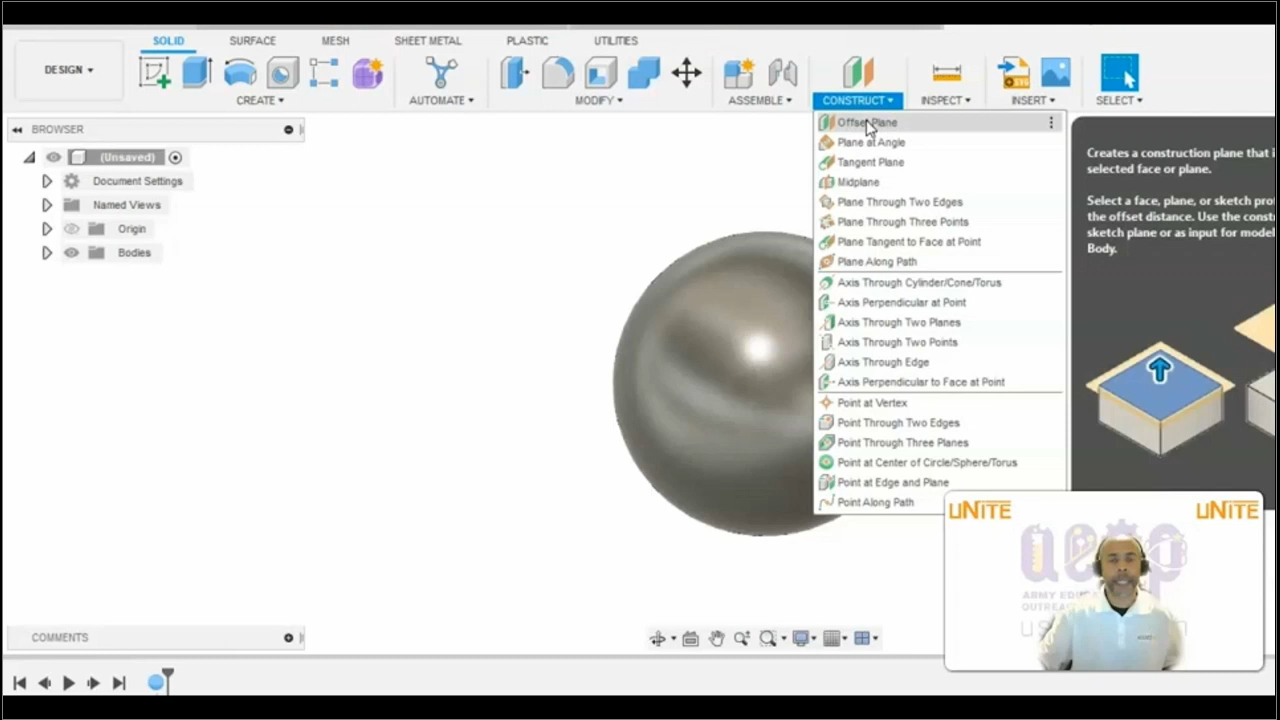 SOLID SURFACE MESH SHEET METAL PLASTIC UTILITIES
DESIGN
CREATE AUTOMATE MODIFY ASSEMBLE CONSTRUCT INSPECT INSERT SELECT
BROWSER
(Unsaved)
Document Settings
Named Views
Origin
Bodies
Offset Plane
Plane at Angle
Tangent Plane
Midplane
Plane Through Two Edges
Plane Through Three Points
Plane Tangent to Face at Point
Plane Along Path
Axis Through Cylinder/Cone/Torus
Axis Perpendicular at Point
Axis Through Two Planes
Axis Through Two Points
Axis Through Edge
Axis Perpendicular to Face at Point
Point at Vertex
Point Through Two Edges
Point Through Three Planes
Point at Center of Circle/Sphere/Torus
Point at Edge and Plane
Point Along Path
Creates a construction plane that i
selected face or plane.
Select a face, plane, or sketch pro
the offset distance. Use the const
sketch plane or as input for model
Body.
UNITE UNITE
ARMY EDUCA
OUTREAC
COMMENTS